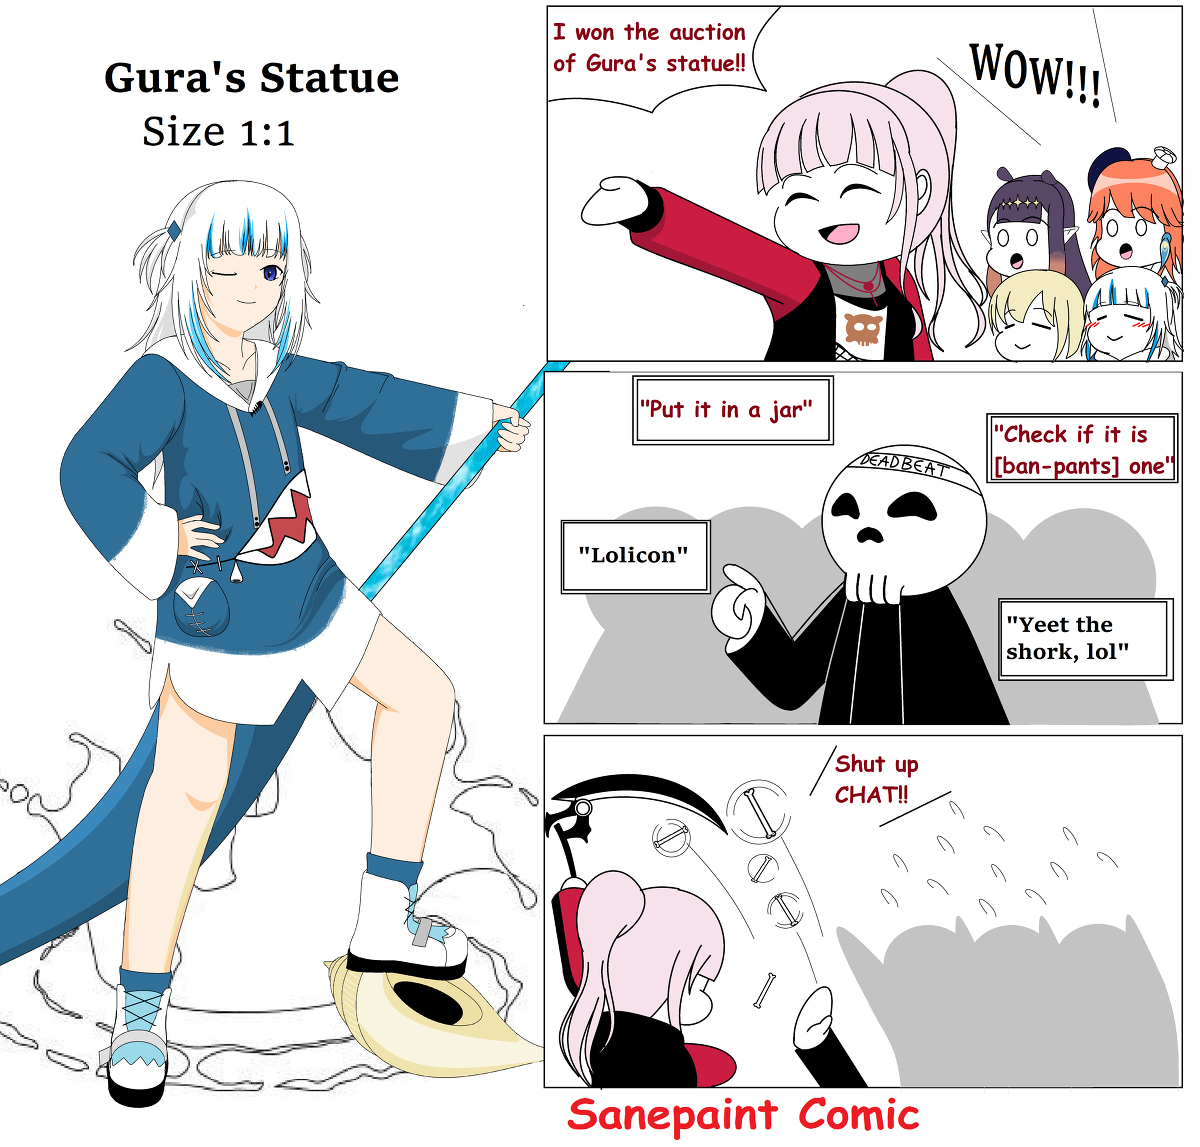 Gura's Statue
Size 1:1
I won the auction
of Gura's statue!!
WOW!!!
"Put it in a jar"
"Check if it is
[ban-pants] one"
DEADBEAT
"Lolicon"
"Yeet the
shork, lol"
Shut up
CHAT!!
Sanepaint Comic